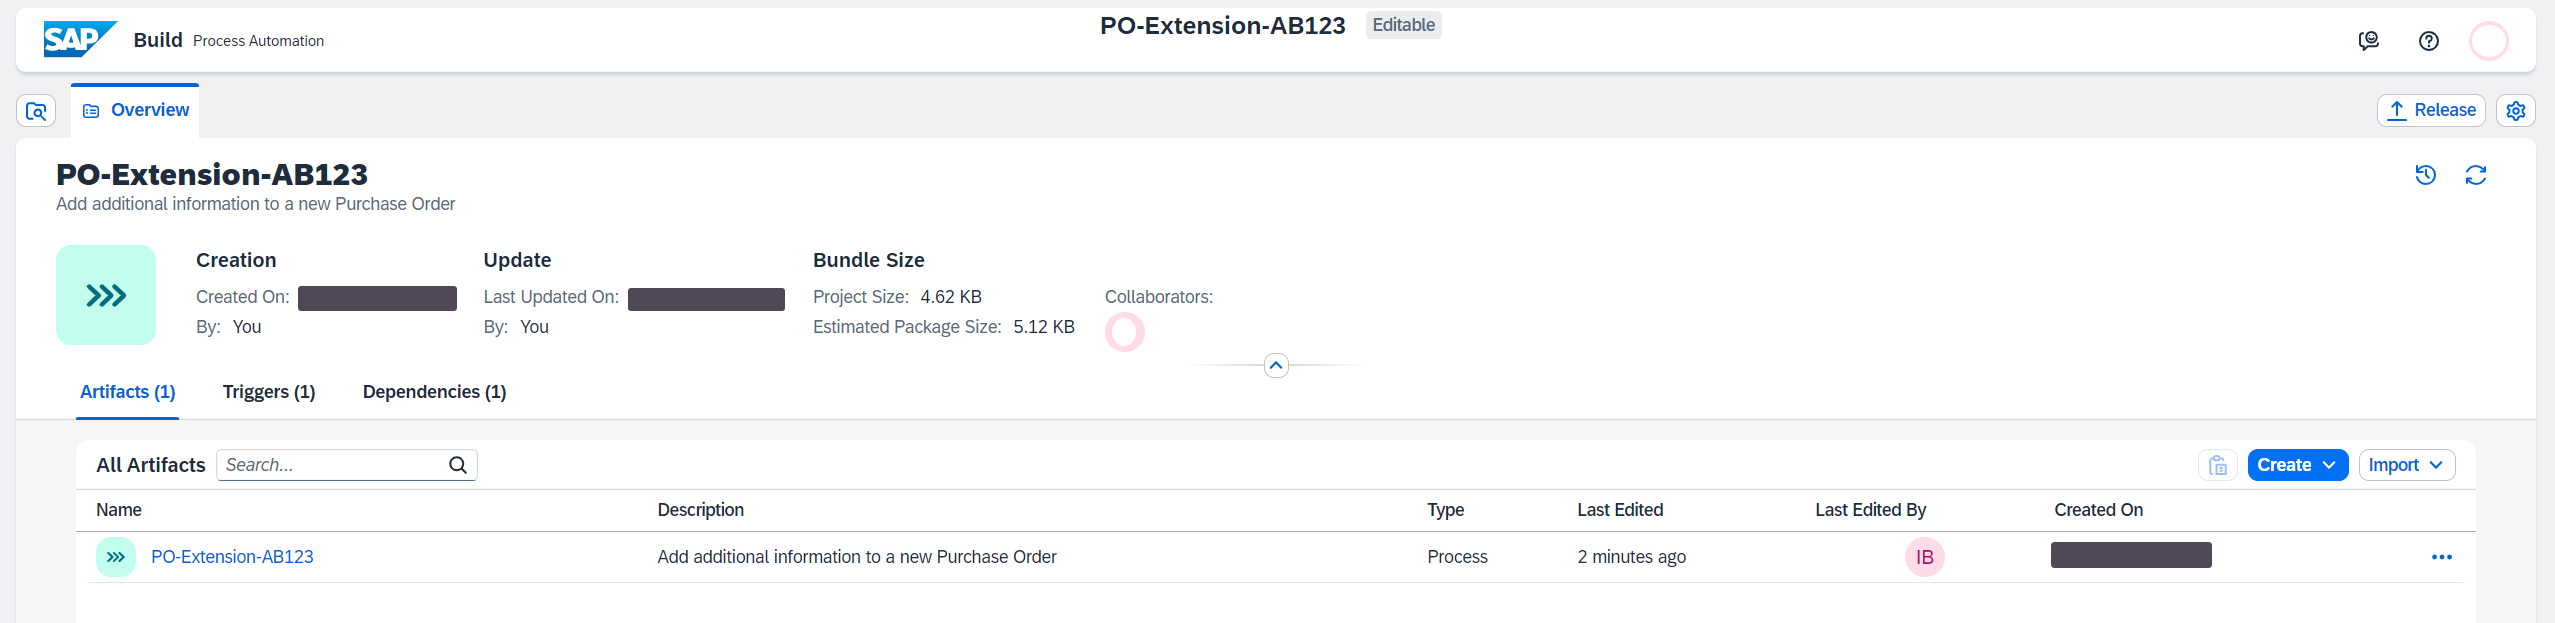 SAP Build Process Automation
PO-Extension-AB123 Editable
Overview
Release
PO-Extension-AB123
Add additional information to a new Purchase Order
Creation
Created On:
By: You
Update
Last Updated On:
By: You
Bundle Size
Project Size: 4.62 KB
Estimated Package Size: 5.12 KB
Collaborators:
Artifacts (1) Triggers (1) Dependencies (1)
All Artifacts Search... Create Import
Name Description Type Last Edited Last Edited By Created On
PO-Extension-AB123 Add additional information to a new Purchase Order Process 2 minutes ago IB